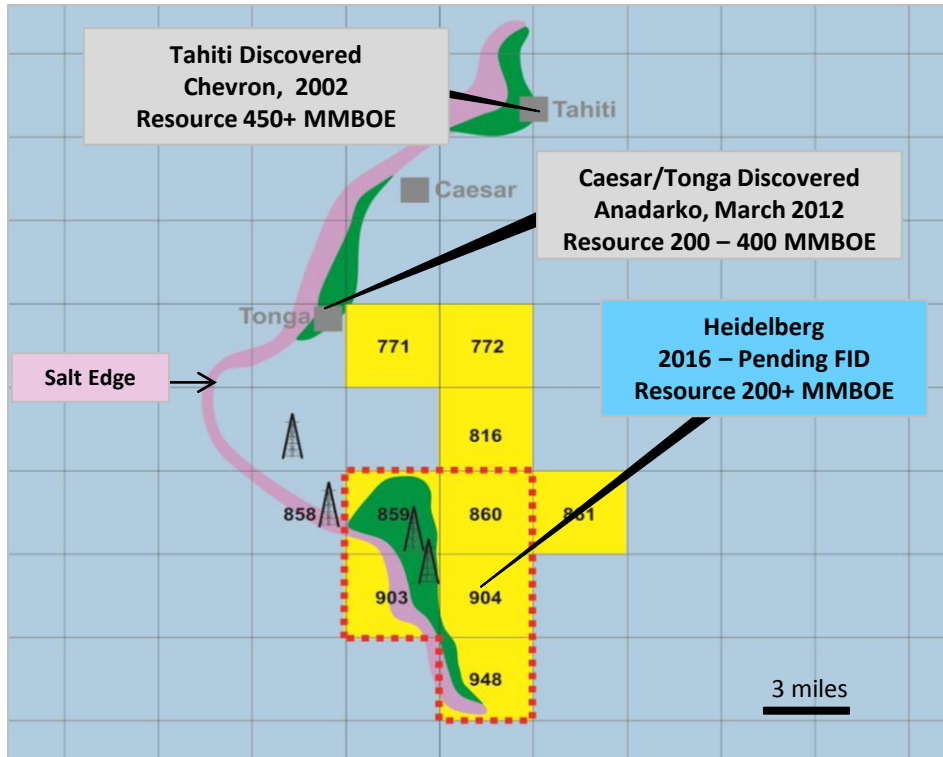 Tahiti Discovered
Chevron, 2002
Resource 450+ MMBOE
Tahiti
Caesar
Caesar/Tonga Discovered
Anadarko, March 2012
Resource 200 – 400 MMBOE
Tonga
Heidelberg
2016 – Pending FID
Resource 200+ MMBOE
771
772
Salt Edge
816
858
859
860
861
903
904
948
3 miles